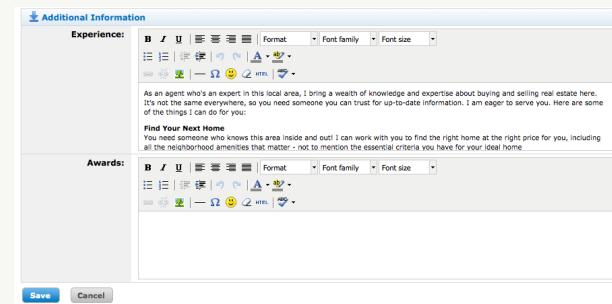 Additional Information
Experience:
B I U Format Font family Font size
A ab
Ω HTML ABC
As an agent who's an expert in this local area, I bring a wealth of knowledge and expertise about buying and selling real estate here.
It's not the same everywhere, so you need someone you can trust for up-to-date information. I am eager to serve you. Here are some
of the things I can do for you:
Find Your Next Home
You need someone who knows this area inside and out! I can work with you to find the right home at the right price for you, including
all the neighborhood amenities that matter - not to mention the essential criteria you have for your ideal home
Awards:
B I U Format Font family Font size
A ab
Ω HTML ABC
Save Cancel